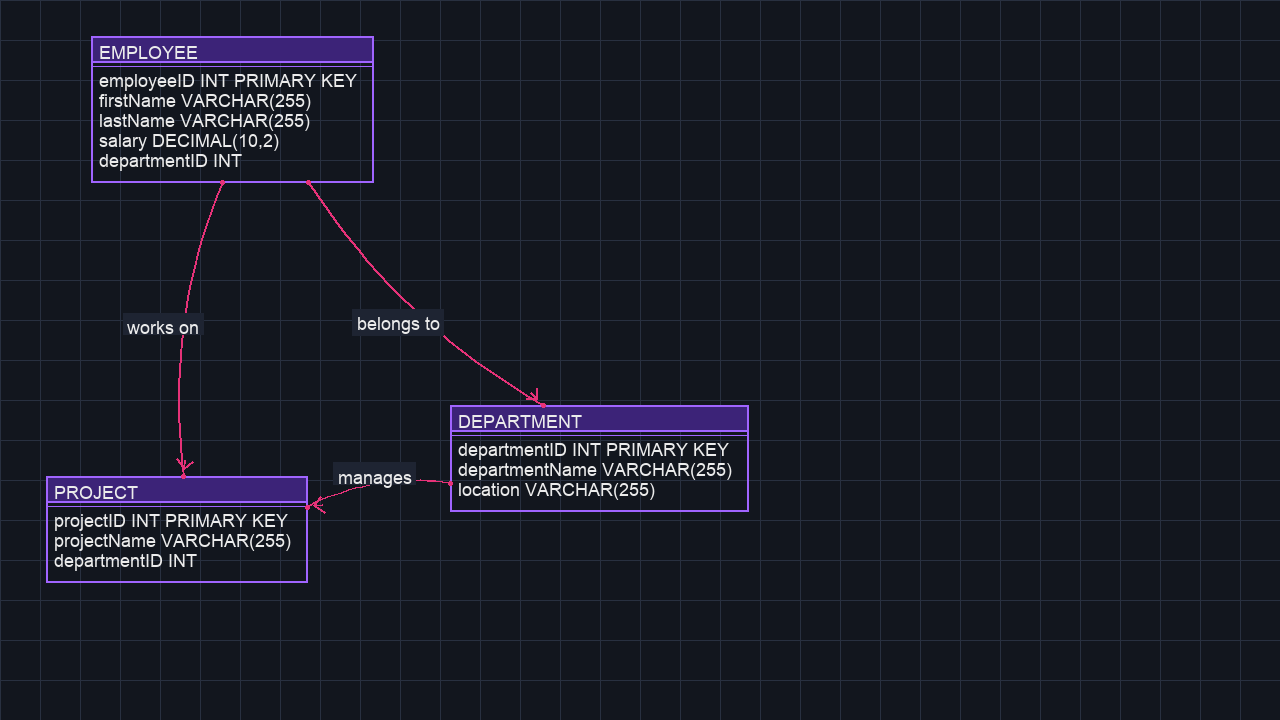 EMPLOYEE
employeeID INT PRIMARY KEY
firstName VARCHAR(255)
lastName VARCHAR(255)
salary DECIMAL(10,2)
departmentID INT
works on
belongs to
DEPARTMENT
departmentID INT PRIMARY KEY
departmentName VARCHAR(255)
location VARCHAR(255)
manages
PROJECT
projectID INT PRIMARY KEY
projectName VARCHAR(255)
departmentID INT